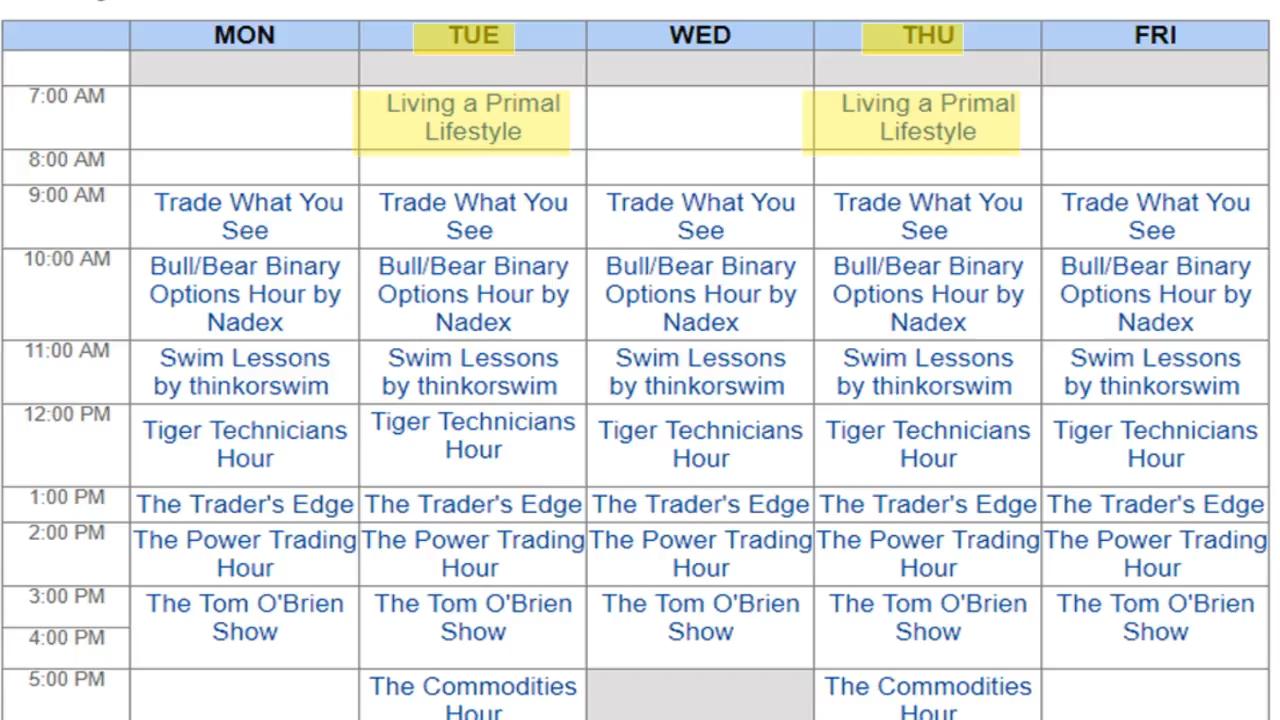 MON TUE WED THU FRI
7:00 AM
Living a Primal
Lifestyle
Living a Primal
Lifestyle
8:00 AM
9:00 AM
Trade What You
See
Trade What You
See
Trade What You
See
Trade What You
See
Trade What You
See
10:00 AM
Bull/Bear Binary
Options Hour by
Nadex
Bull/Bear Binary
Options Hour by
Nadex
Bull/Bear Binary
Options Hour by
Nadex
Bull/Bear Binary
Options Hour by
Nadex
Bull/Bear Binary
Options Hour by
Nadex
11:00 AM
Swim Lessons
by thinkorswim
Swim Lessons
by thinkorswim
Swim Lessons
by thinkorswim
Swim Lessons
by thinkorswim
Swim Lessons
by thinkorswim
12:00 PM
Tiger Technicians
Hour
Tiger Technicians
Hour
Tiger Technicians
Hour
Tiger Technicians
Hour
Tiger Technicians
Hour
1:00 PM
The Trader's Edge
The Trader's Edge
The Trader's Edge
The Trader's Edge
The Trader's Edge
2:00 PM
The Power Trading
Hour
The Power Trading
Hour
The Power Trading
Hour
The Power Trading
Hour
The Power Trading
Hour
3:00 PM
The Tom O'Brien
Show
The Tom O'Brien
Show
The Tom O'Brien
Show
The Tom O'Brien
Show
The Tom O'Brien
Show
4:00 PM
5:00 PM
The Commodities
Hour
The Commodities
Hour